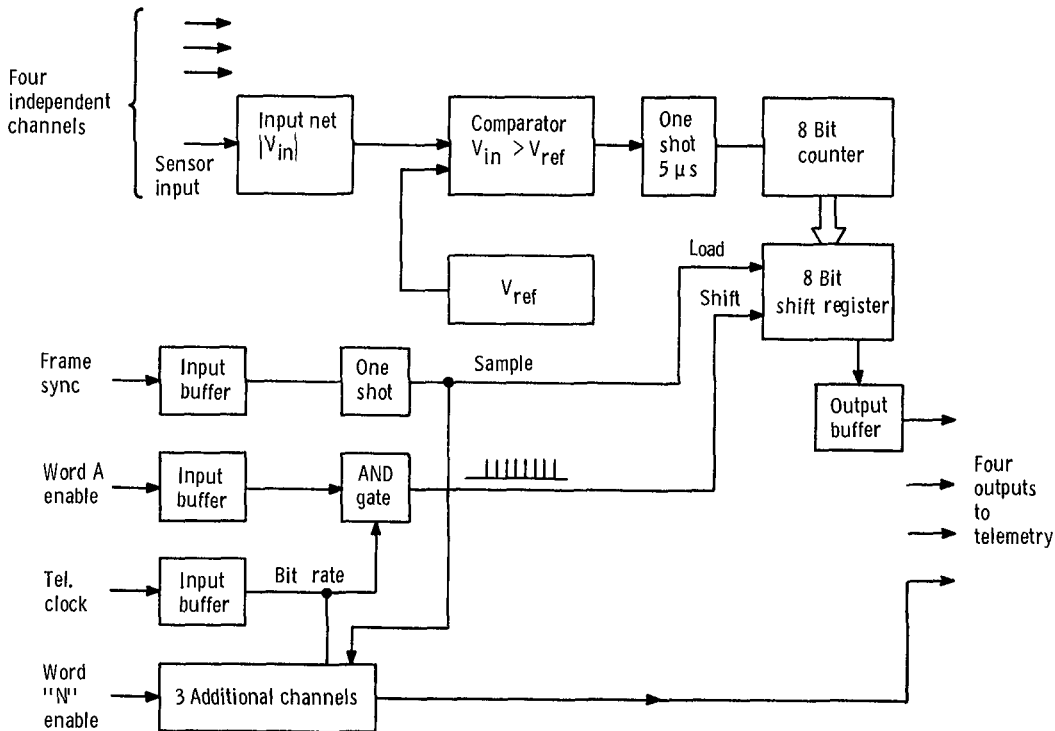 Four
independent
channels
Sensor
input
Input net
|V_in|
Comparator
V_in > V_ref
One
shot
5 μs
8 Bit
counter
V_ref
Load
Shift
8 Bit
shift register
Frame
sync
Input
buffer
One
shot
Sample
Output
buffer
Word A
enable
Input
buffer
AND
gate
Four
outputs
to
telemetry
Tel.
clock
Input
buffer
Bit rate
Word
"N"
enable
3 Additional channels